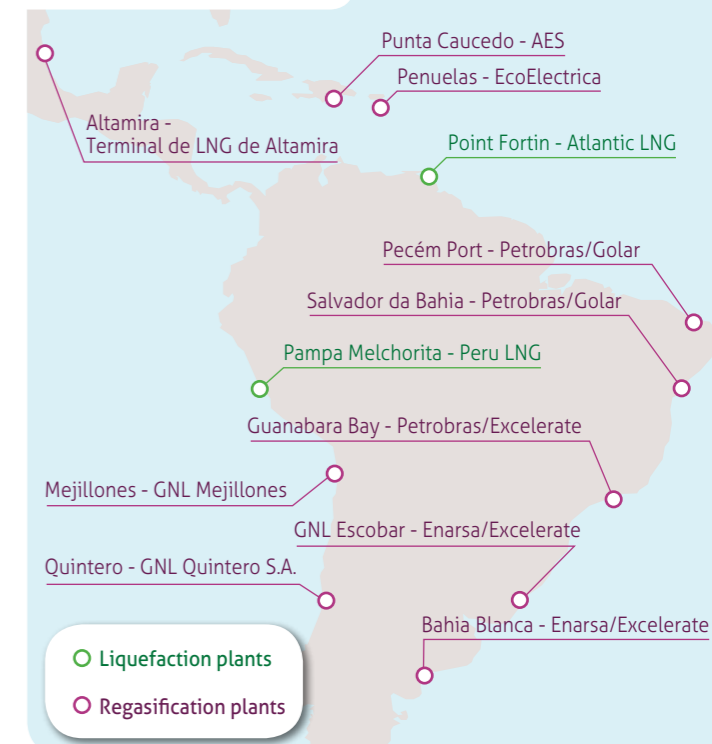 Punta Caucedo - AES
Penuelas - EcoElectrica
Altamira -
Terminal de LNG de Altamira
Point Fortin - Atlantic LNG
Pecém Port - Petrobras/Golar
Salvador da Bahia - Petrobras/Golar
Pampa Melchorita - Peru LNG
Guanabara Bay - Petrobras/Excelerate
Mejillones - GNL Mejillones
GNL Escobar - Enarsa/Excelerate
Quintero - GNL Quintero S.A.
Bahia Blanca - Enarsa/Excelerate
Liquefaction plants
Regasification plants